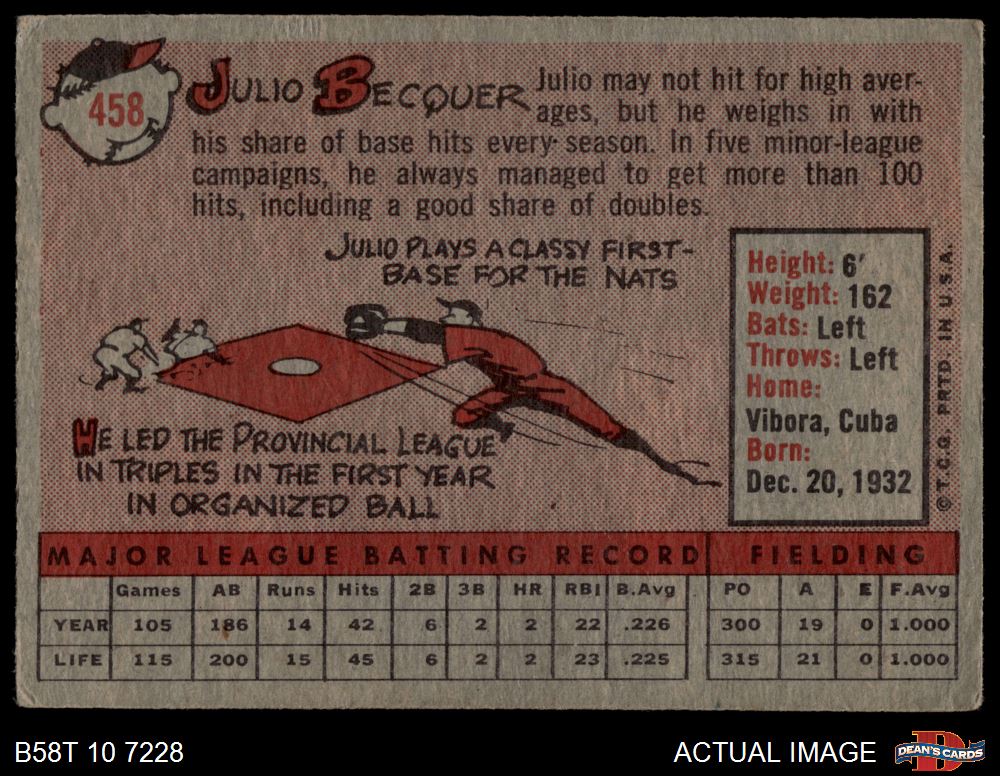 458
JULIO BECQUER
Julio may not hit for high aver-
ages, but he weighs in with
his share of base hits every season. In five minor-league
campaigns, he always managed to get more than 100
hits, including a good share of doubles.
JULIO PLAYS A CLASSY FIRST-
BASE FOR THE NATS
HE LED THE PROVINCIAL LEAGUE
IN TRIPLES IN THE FIRST YEAR
IN ORGANIZED BALL
Height: 6'
Weight: 162
Bats: Left
Throws: Left
Home:
Vibora, Cuba
Born:
Dec. 20, 1932
© T.C.G. PRTD. IN U.S.A.
MAJOR LEAGUE BATTING RECORD FIELDING
Games AB Runs Hits 2B 3B HR RBI B.Avg PO A E F.Avg
YEAR 105 186 14 42 6 2 2 22 .226 300 19 0 1.000
LIFE 115 200 15 45 6 2 2 23 .225 315 21 0 1.000
B58T 10 7228
ACTUAL IMAGE
DEAN'S CARDS